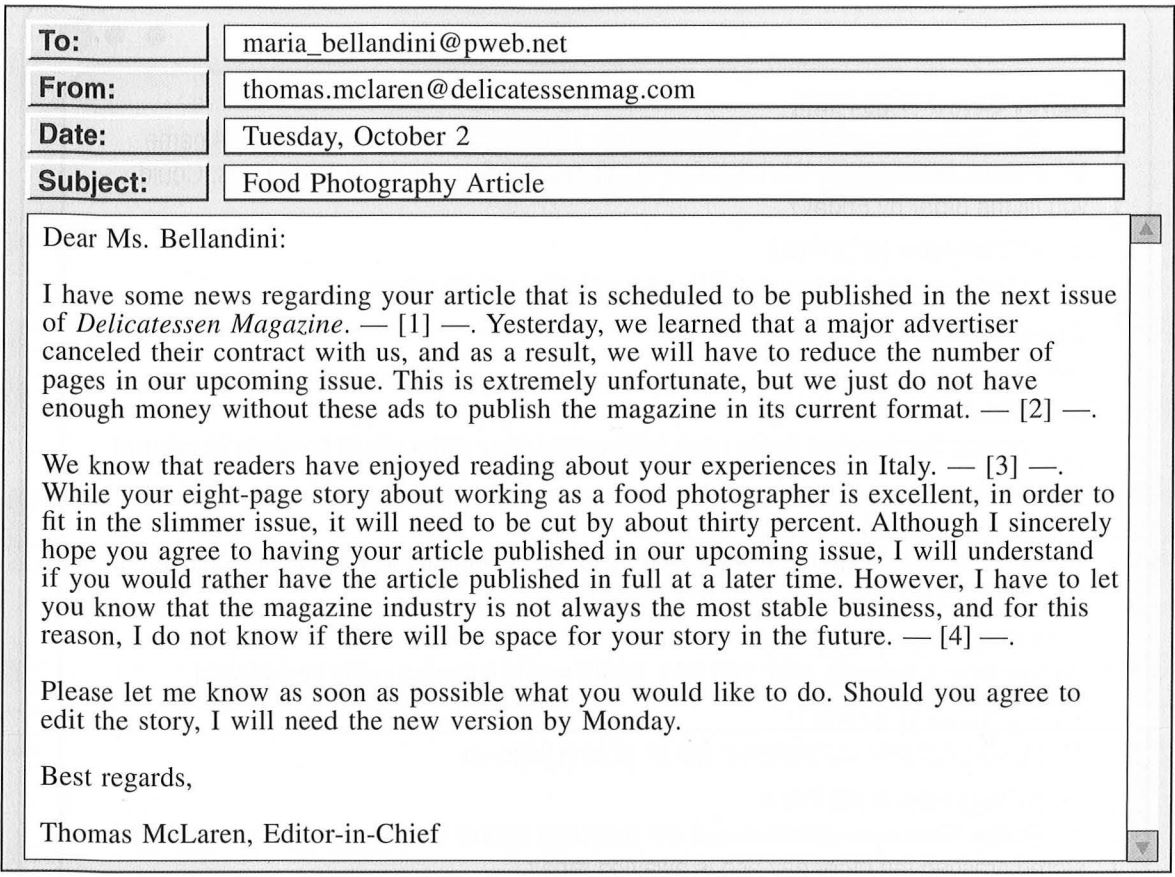 To: maria_bellandini@pweb.net
From: thomas.mclaren@delicatessenmag.com
Date: Tuesday, October 2
Subject: Food Photography Article
Dear Ms. Bellandini:
I have some news regarding your article that is scheduled to be published in the next issue
of Delicatessen Magazine. — [1] —. Yesterday, we learned that a major advertiser
canceled their contract with us, and as a result, we will have to reduce the number of
pages in our upcoming issue. This is extremely unfortunate, but we just do not have
enough money without these ads to publish the magazine in its current format. — [2] —.
We know that readers have enjoyed reading about your experiences in Italy. — [3] —.
While your eight-page story about working as a food photographer is excellent, in order to
fit in the slimmer issue, it will need to be cut by about thirty percent. Although I sincerely
hope you agree to having your article published in our upcoming issue, I will understand
if you would rather have the article published in full at a later time. However, I have to let
you know that the magazine industry is not always the most stable business, and for this
reason, I do not know if there will be space for your story in the future. — [4] —.
Please let me know as soon as possible what you would like to do. Should you agree to
edit the story, I will need the new version by Monday.
Best regards,
Thomas McLaren, Editor-in-Chief